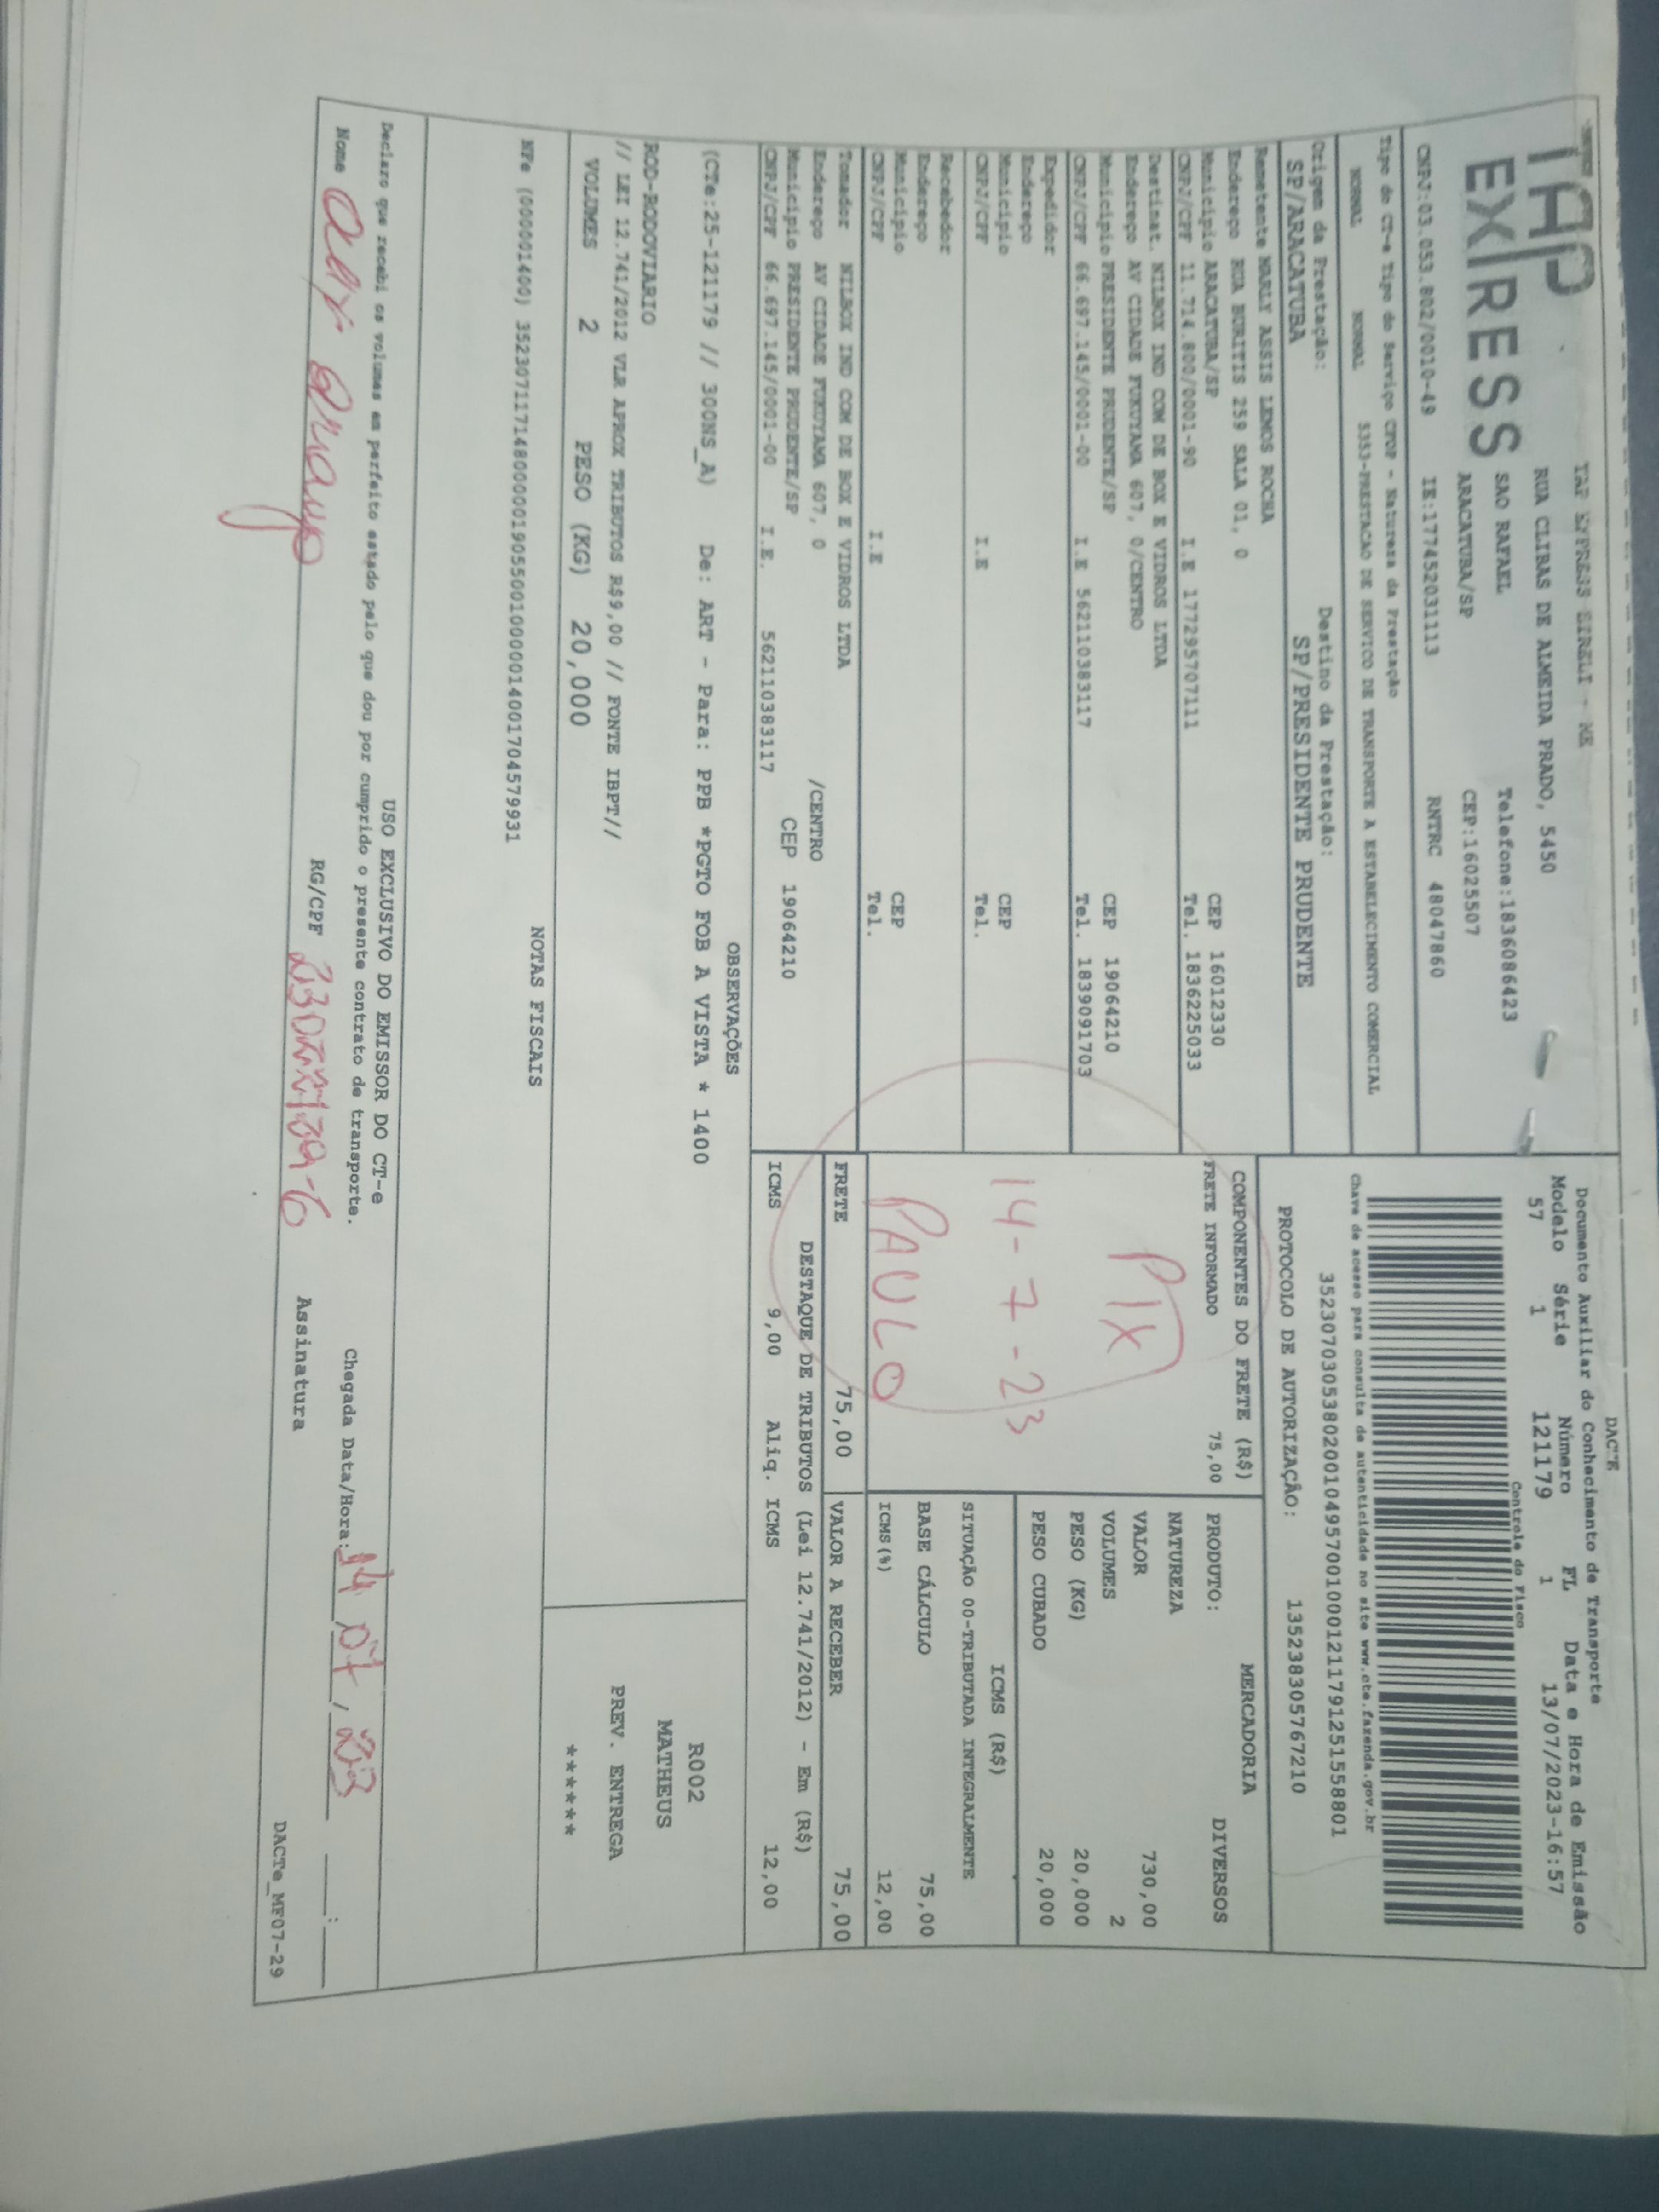 TAP EXPRESS
TAP EXPRESS EIRELI - ME
RUA CLIBAS DE ALMEIDA PRADO, 5450
SAO RAFAEL Telefone:1836086423
ARACATUBA/SP CEP:16025507
CNPJ:03.053.802/0010-49 IE:177452031113 RNTRC 48047860
Tipo do CT-e Tipo do Serviço CFOP - Natureza da Prestação
NORMAL NORMAL 5353-PRESTACAO DE SERVICO DE TRANSPORTE A ESTABELECIMENTO COMERCIAL
Origem da Prestação: Destino da Prestação:
SP/ARACATUBA SP/PRESIDENTE PRUDENTE
DACTE
Documento Auxiliar do Conhecimento de Transporte
Modelo Série Número FL Data e Hora de Emissão
57 1 121179 1 13/07/2023-16:57
Controle do Fisco
Chave de acesso para consulta de autenticidade no site www.cte.fazenda.gov.br
35230703053802001049570010001211791251558801
PROTOCOLO DE AUTORIZAÇÃO: 135238305767210
Remetente MARLY ASSIS LEMOS ROCHA
Endereço RUA BURITIS 259 SALA 01, 0
Municipio ARACATUBA/SP CEP 16012330
CNPJ/CPF 11.714.800/0001-90 I.E 177295707111 Tel. 1836225033
Destinat. NILBOX IND COM DE BOX E VIDROS LTDA
Endereço AV CIDADE FUKUYAMA 607, 0/CENTRO
Municipio PRESIDENTE PRUDENTE/SP CEP 19064210
CNPJ/CPF 66.697.145/0001-00 I.E 562110383117 Tel. 1839091703
Expedidor
Endereço
Municipio CEP
CNPJ/CPF I.E Tel.
Recebedor
Endereço
Municipio CEP
CNPJ/CPF I.E Tel.
Tomador NILBOX IND COM DE BOX E VIDROS LTDA
Endereço AV CIDADE FUKUYAMA 607, 0 /CENTRO
Municipio PRESIDENTE PRUDENTE/SP CEP 19064210
CNPJ/CPF 66.697.145/0001-00 I.E. 562110383117
COMPONENTES DO FRETE (R$)
FRETE INFORMADO 75,00
PIX
14-7-23
PAULO
MERCADORIA
PRODUTO: DIVERSOS
NATUREZA
VALOR 730,00
VOLUMES 2
PESO (KG) 20,000
PESO CUBADO 20,000
ICMS (R$)
SITUAÇÃO 00-TRIBUTADA INTEGRALMENTE
BASE CÁLCULO 75,00
ICMS(%) 12,00
FRETE 75,00 VALOR A RECEBER 75,00
DESTAQUE DE TRIBUTOS (Lei 12.741/2012) - Em (R$)
ICMS 9,00 Aliq. ICMS 12,00
OBSERVAÇÕES
(CTe:25-121179 // 300NS_A) De: ART - Para: PPB *PGTO FOB A VISTA * 1400
ROD-RODOVIARIO
// LEI 12.741/2012 VLR APROX TRIBUTOS R$9,00 // FONTE IBPT//
VOLUMES 2 PESO (KG) 20,000
R002
MATHEUS
PREV. ENTREGA
*******
NOTAS FISCAIS
NFe (000001400) 35230711714800000190550010000014001704579931
USO EXCLUSIVO DO EMISSOR DO CT-e
Declaro que recebi os volumes em perfeito estado pelo que dou por cumprido o presente contrato de transporte.
Chegada Data/Hora: 14, 07, 23 :
Nome RG/CPF Assinatura
DACTe_MF07-29